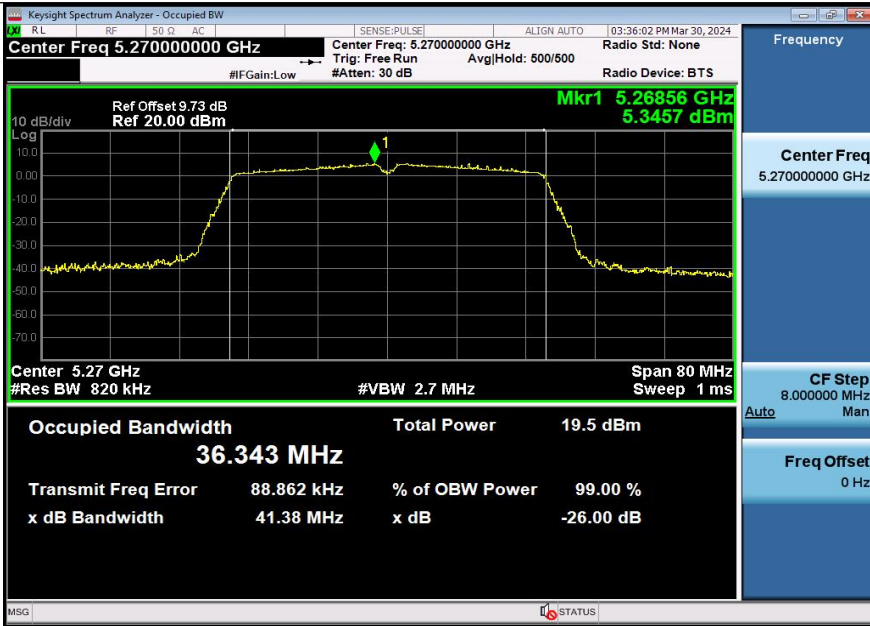 Keysight Spectrum Analyzer - Occupied BW
LXI RL RF 50 Ω AC SENSE:PULSE ALIGN AUTO 03:36:02 PM Mar 30, 2024
Center Freq 5.270000000 GHz Center Freq: 5.270000000 GHz Radio Std: None
Trig: Free Run Avg|Hold: 500/500
#IFGain:Low #Atten: 30 dB Radio Device: BTS
Ref Offset 9.73 dB Mkr1 5.26856 GHz
10 dB/div Ref 20.00 dBm 5.3457 dBm
Log
1
10.0
0.00
-10.0
-20.0
-30.0
-40.0
-50.0
-60.0
-70.0
Center 5.27 GHz Span 80 MHz
#Res BW 820 kHz #VBW 2.7 MHz Sweep 1 ms
Occupied Bandwidth Total Power 19.5 dBm
36.343 MHz
Transmit Freq Error 88.862 kHz % of OBW Power 99.00 %
x dB Bandwidth 41.38 MHz x dB -26.00 dB
MSG STATUS
Frequency
Center Freq
5.270000000 GHz
CF Step
8.000000 MHz
Auto Man
Freq Offset
0 Hz